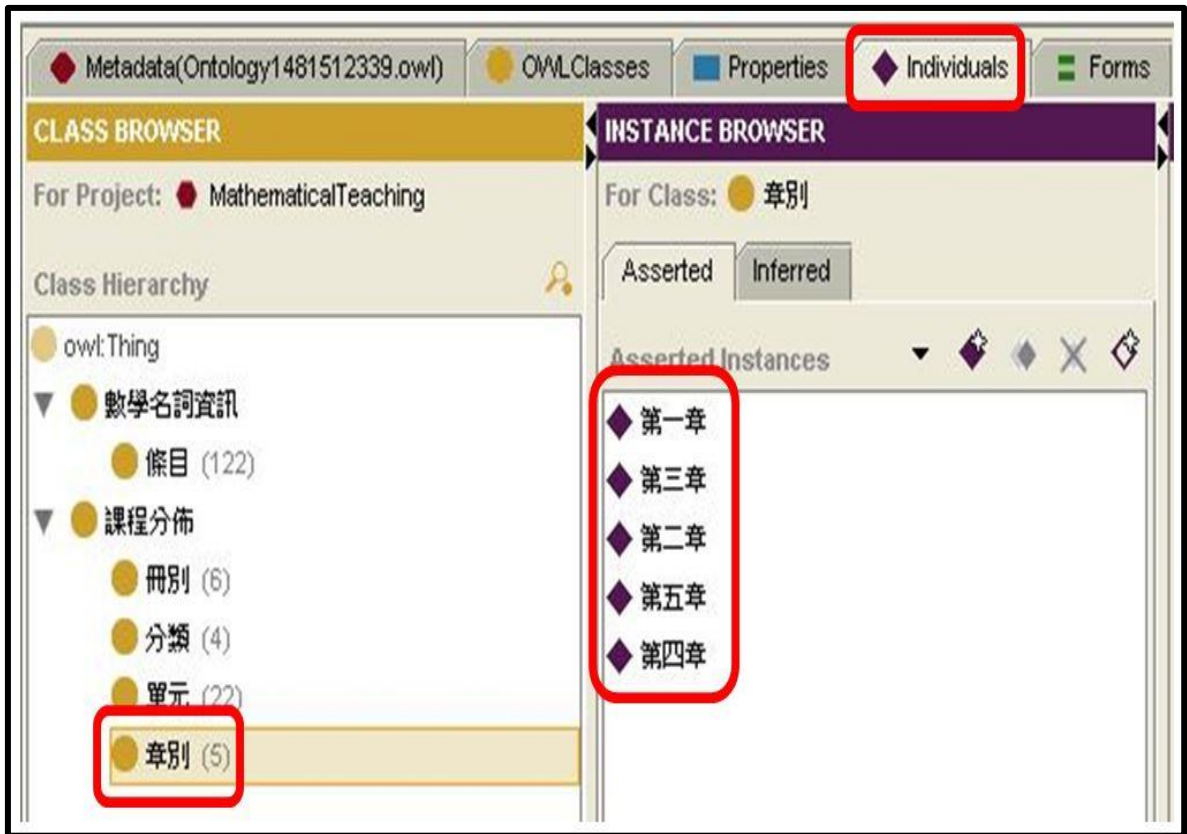 Metadata(Ontology1481512339.owl) OWLClasses Properties Individuals Forms
CLASS BROWSER
For Project: MathematicalTeaching
Class Hierarchy
owl:Thing
數學名詞資訊
條目 (122)
課程分佈
冊別 (6)
分類 (4)
單元 (22)
章別 (5)
INSTANCE BROWSER
For Class: 章別
Asserted Inferred
Asserted Instances
第一章
第三章
第二章
第五章
第四章